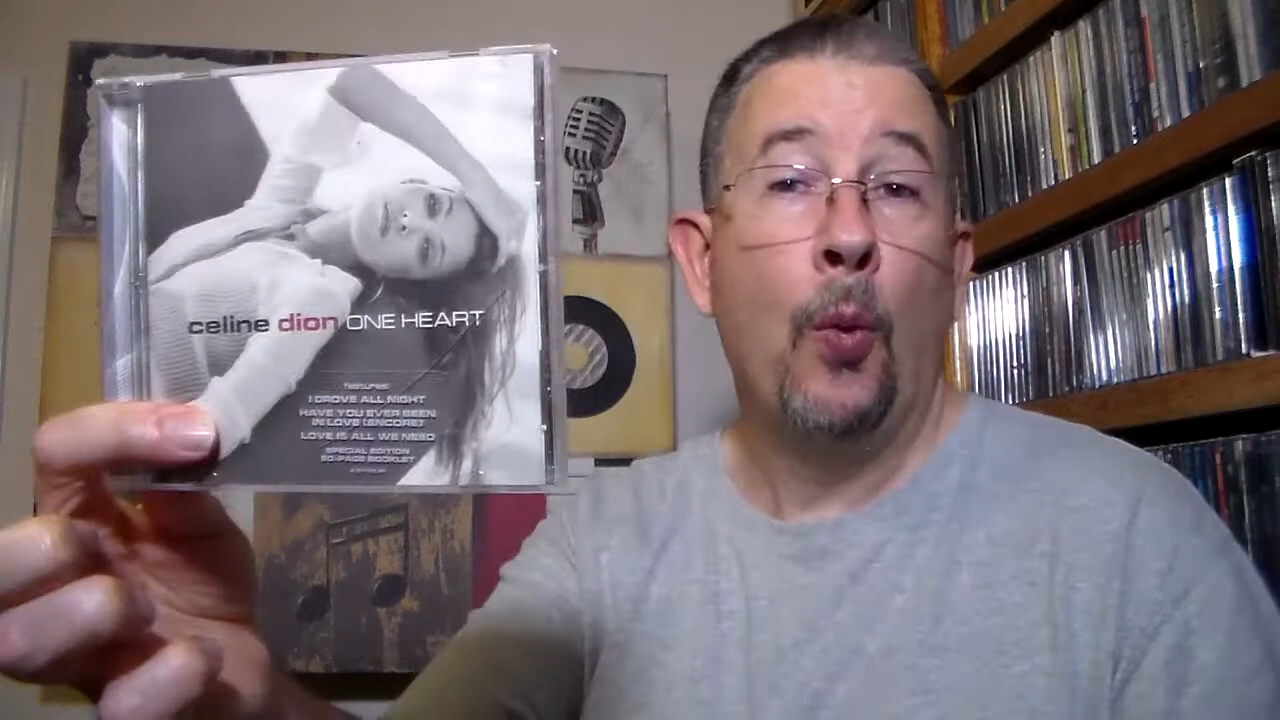 celine dion ONE HEART
features:
I DROVE ALL NIGHT
HAVE YOU EVER BEEN
IN LOVE (ENCORE)
LOVE IS ALL WE NEED
SPECIAL EDITION
20-PAGE BOOKLET